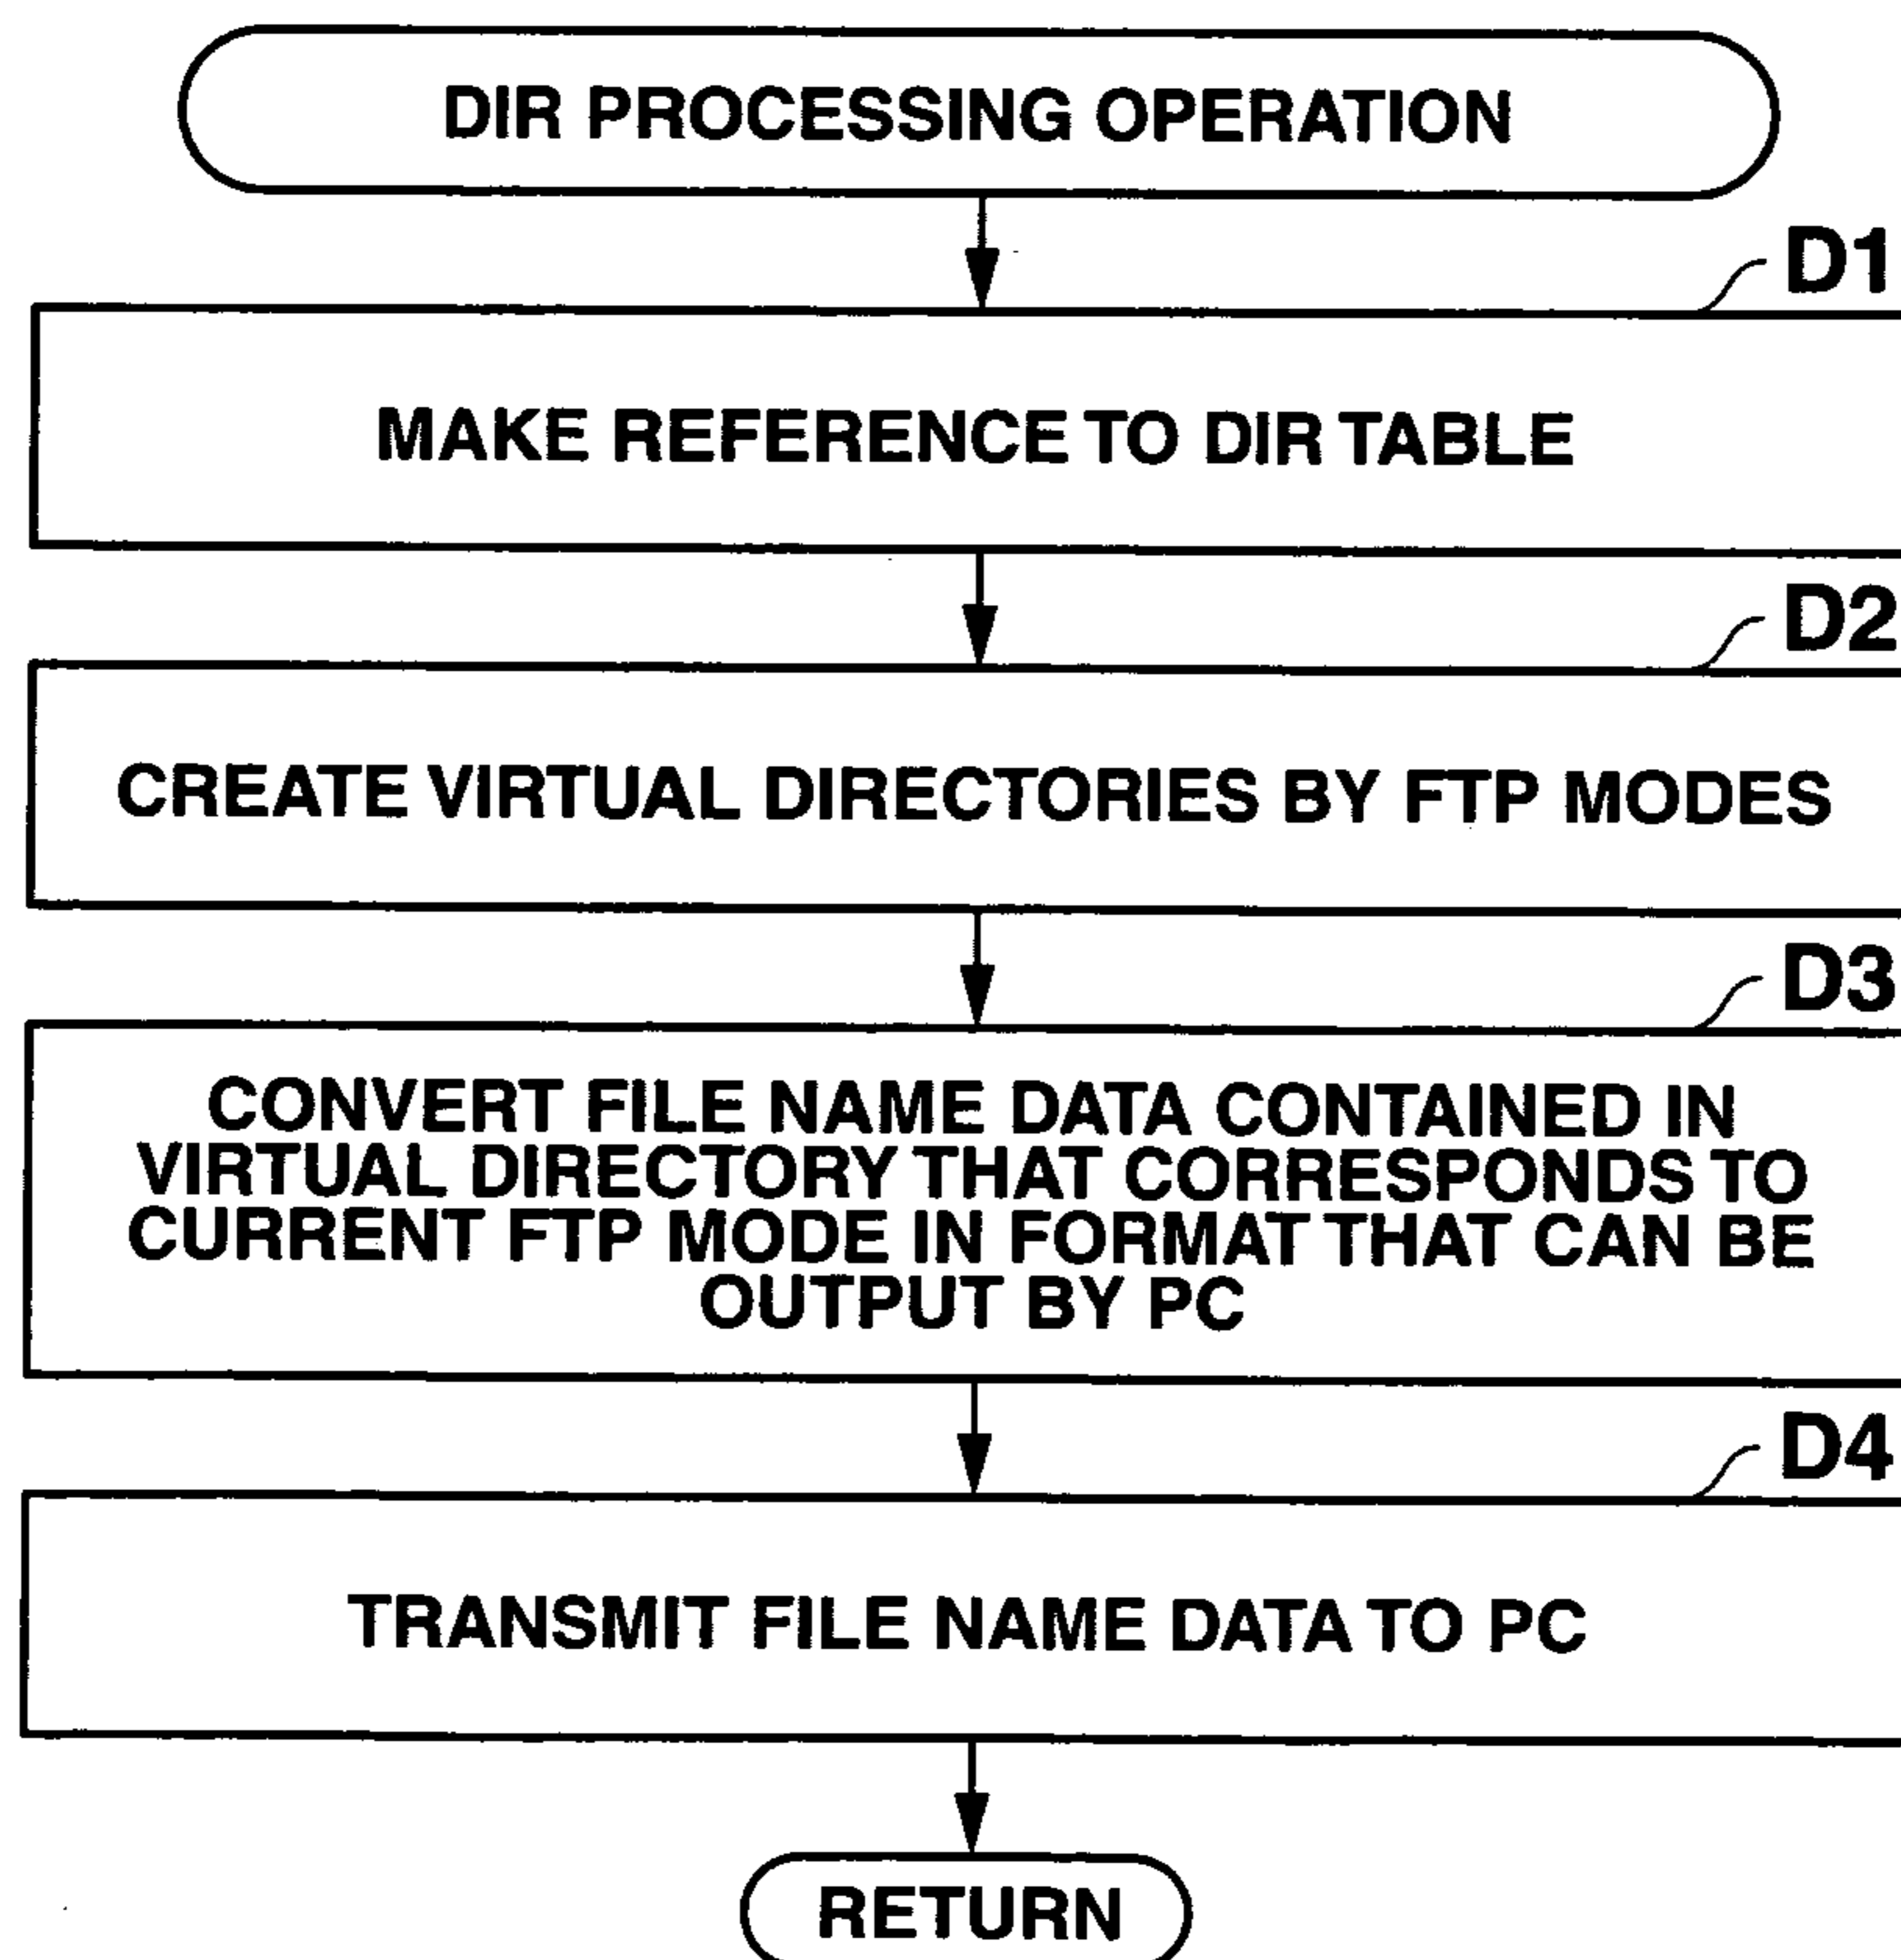 DIR PROCESSING OPERATION
D1
MAKE REFERENCE TO DIR TABLE
D2
CREATE VIRTUAL DIRECTORIES BY FTP MODES
D3
CONVERT FILE NAME DATA CONTAINED IN
VIRTUAL DIRECTORY THAT CORRESPONDS TO
CURRENT FTP MODE IN FORMAT THAT CAN BE
OUTPUT BY PC
D4
TRANSMIT FILE NAME DATA TO PC
RETURN